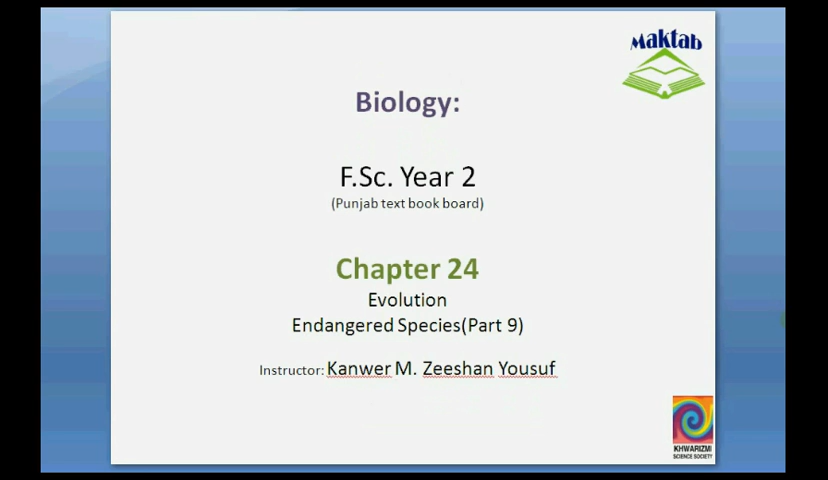 Maktab
Biology:
F.Sc. Year 2
(Punjab text book board)
Chapter 24
Evolution
Endangered Species(Part 9)
Instructor: Kanwer M. Zeeshan Yousuf
KHWARIZMI
SCIENCE SOCIETY